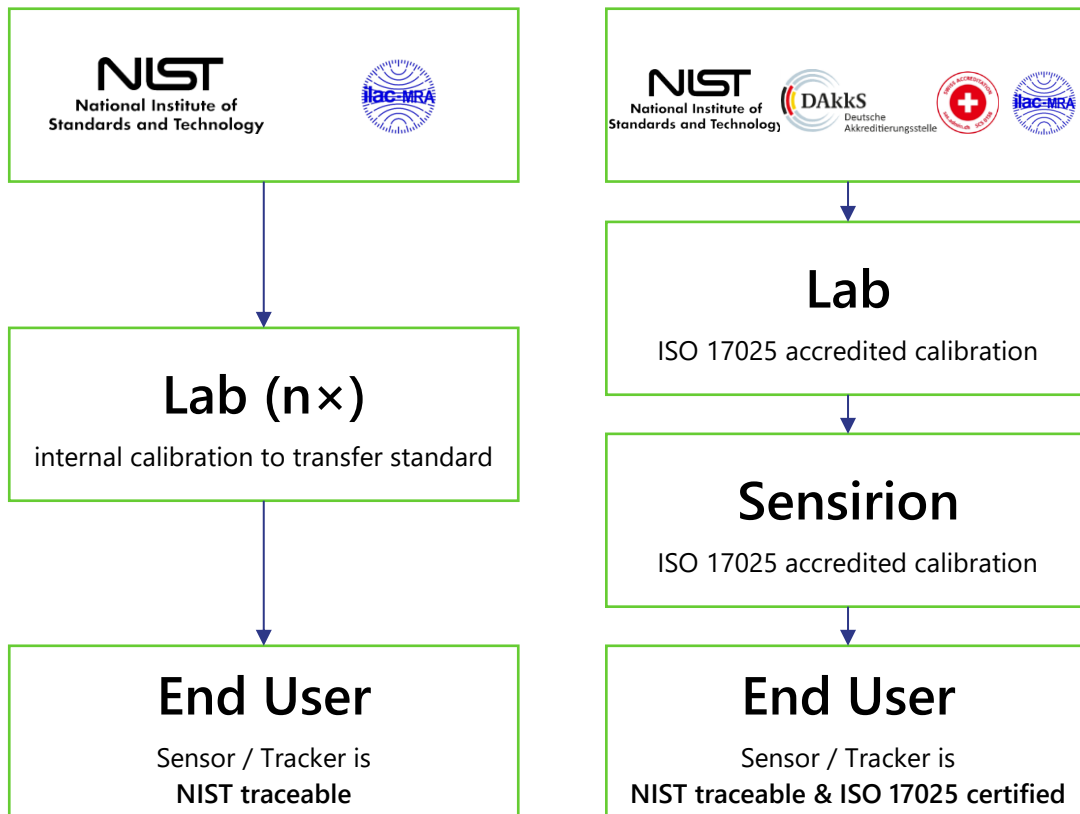 NIST
National Institute of
Standards and Technology
ilac-MRA
Lab (n×)
internal calibration to transfer standard
End User
Sensor / Tracker is
NIST traceable
NIST
National Institute of
Standards and Technology
DAkkS
Deutsche
Akkreditierungsstelle
SWISS ACCREDITATION
ilac-MRA
Lab
ISO 17025 accredited calibration
Sensirion
ISO 17025 accredited calibration
End User
Sensor / Tracker is
NIST traceable & ISO 17025 certified